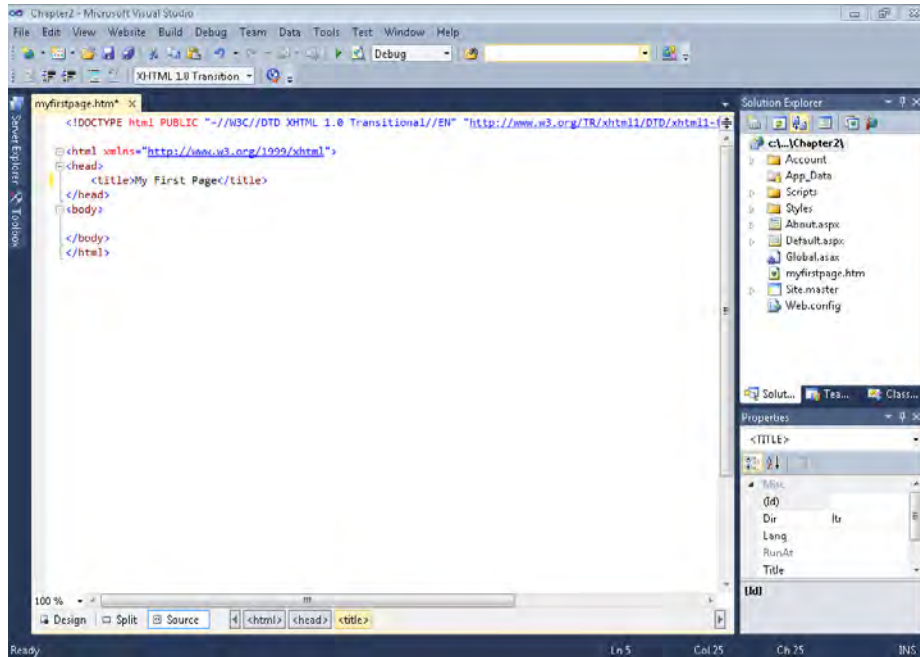 Chapter2 - Microsoft Visual Studio
File Edit View Website Build Debug Team Data Tools Test Window Help
Debug
XHTML 1.0 Transition
Server Explorer
Toolbox
myfirstpage.htm*
<!DOCTYPE html PUBLIC "-//W3C//DTD XHTML 1.0 Transitional//EN" "http://www.w3.org/TR/xhtml1/DTD/xhtml1-
<html xmlns="http://www.w3.org/1999/xhtml">
<head>
<title>My First Page</title>
</head>
<body>
</body>
</html>
100 %
Design Split Source <html> <head> <title>
Solution Explorer
c:\...\Chapter2\
Account
App_Data
Scripts
Styles
About.aspx
Default.aspx
Global.asax
myfirstpage.htm
Site.master
Web.config
Solut... Tea... Class...
Properties
<TITLE>
Misc
(Id)
Dir ltr
Lang
RunAt
Title
(Id)
Ready Ln 5 Col 25 Ch 25 INS